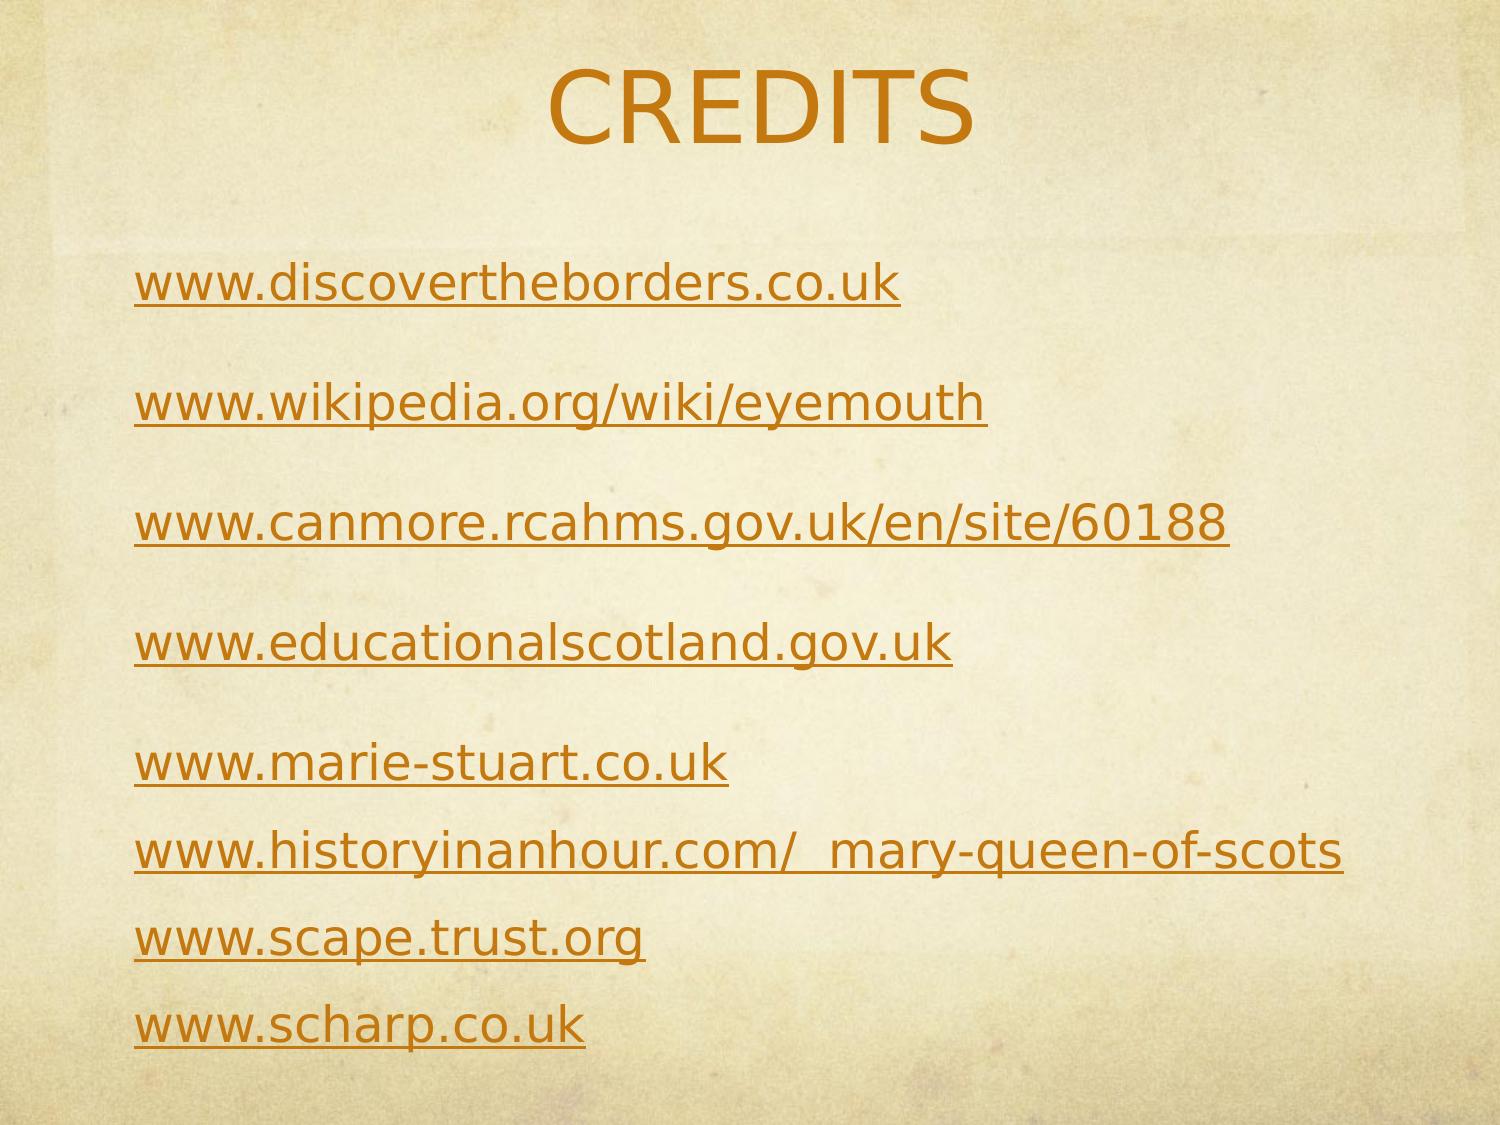 CREDITS
www.discovertheborders.co.uk
www.wikipedia.org/wiki/eyemouth
www.canmore.rcahms.gov.uk/en/site/60188
www.educationalscotland.gov.uk
www.marie-stuart.co.uk
www.historyinanhour.com/  mary-queen-of-scots
www.scape.trust.org
www.scharp.co.uk